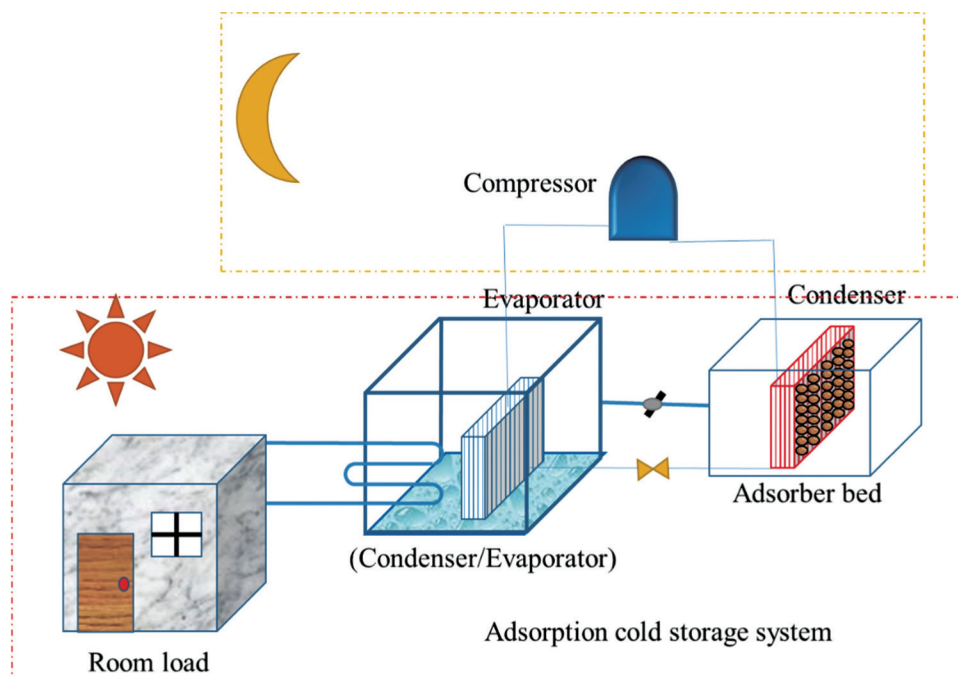 Compressor
Evaporator
Condenser
Adsorber bed
(Condenser/Evaporator)
Adsorption cold storage system
Room load